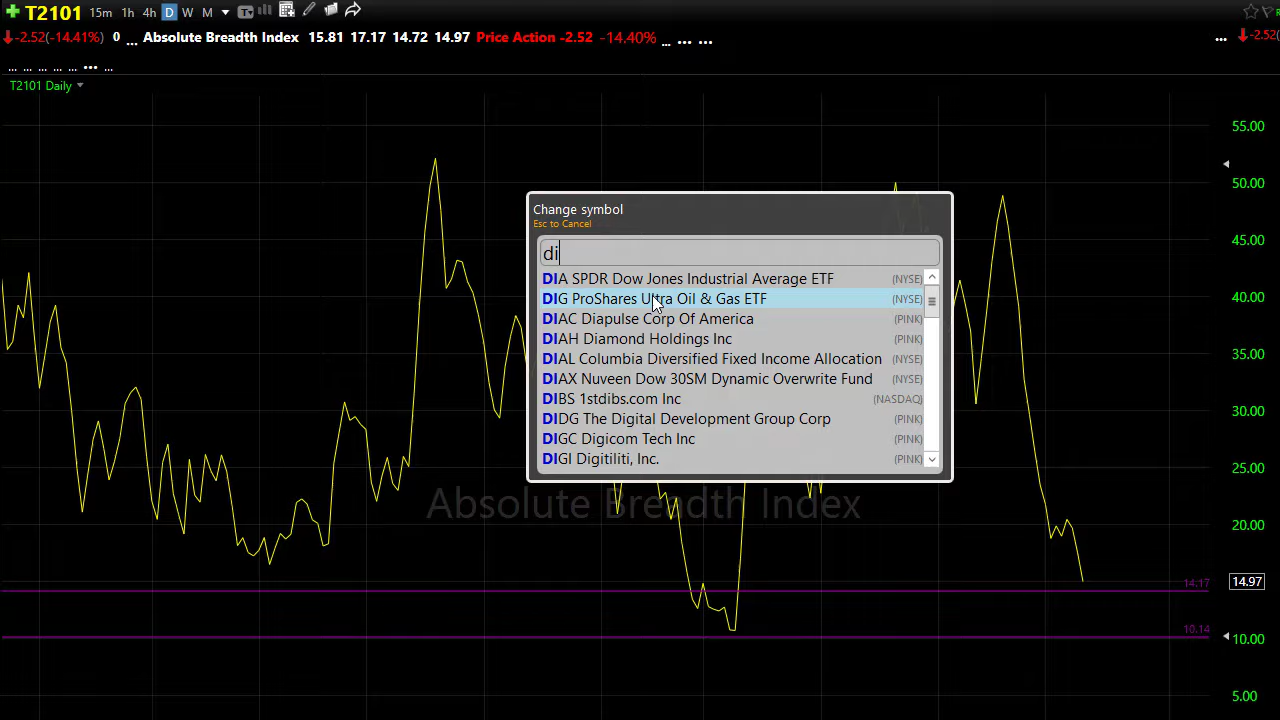 T2101 15m 1h 4h D W M T
-2.52(-14.41%) 0 ... Absolute Breadth Index 15.81 17.17 14.72 14.97 Price Action -2.52 -14.40% ... ... ... ... -2.52(
... ... ... ... ... ... ...
T2101 Daily
55.00
50.00
45.00
40.00
35.00
30.00
25.00
20.00
14.97
10.00
5.00
14.17
10.14
Change symbol
Esc to Cancel
di
DIA SPDR Dow Jones Industrial Average ETF (NYSE)
DIG ProShares Ultra Oil & Gas ETF (NYSE)
DIAC Diapulse Corp Of America (PINK)
DIAH Diamond Holdings Inc (PINK)
DIAL Columbia Diversified Fixed Income Allocation (NYSE)
DIAX Nuveen Dow 30SM Dynamic Overwrite Fund (NYSE)
DIBS 1stdibs.com Inc (NASDAQ)
DIDG The Digital Development Group Corp (PINK)
DIGC Digicom Tech Inc (PINK)
DIGI Digitiliti, Inc. (PINK)
Absolute Breadth Index